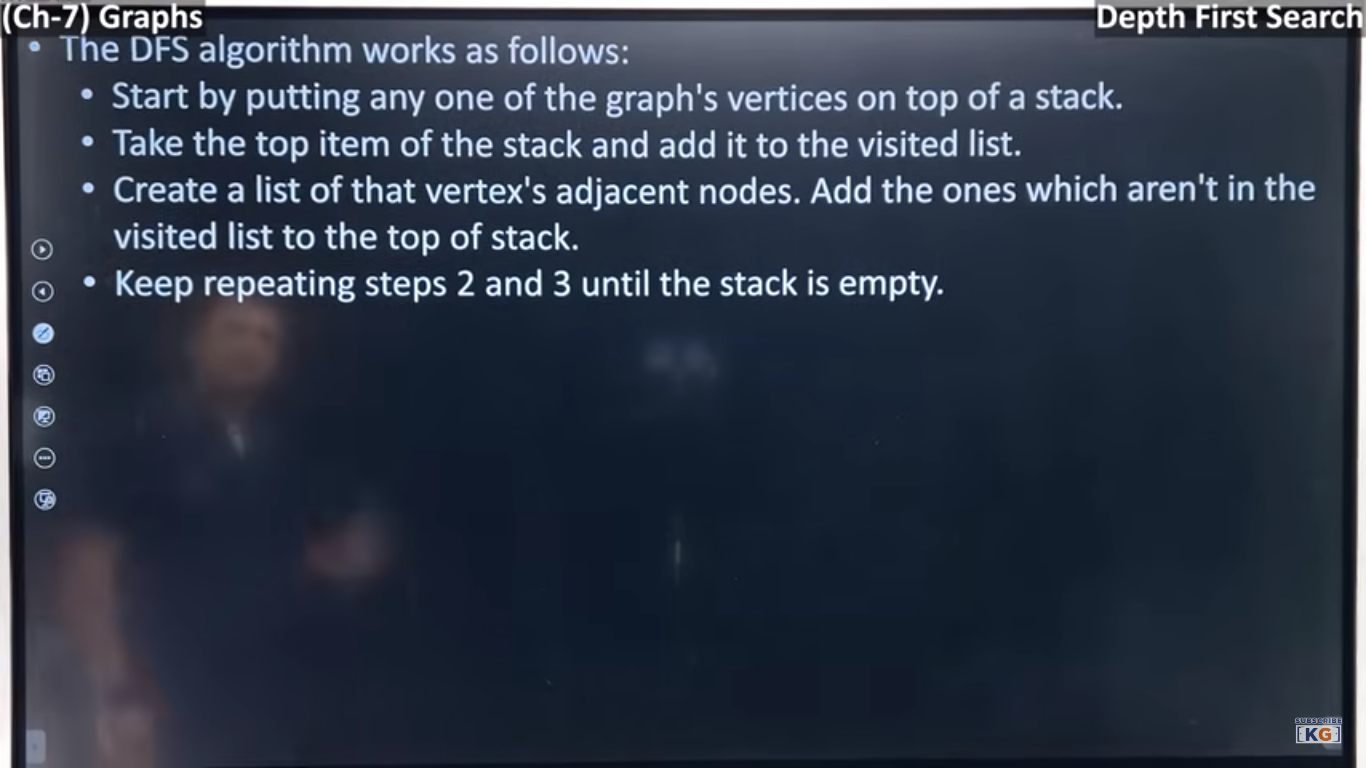 (Ch-7) Graphs
Depth First Search
• The DFS algorithm works as follows:
• Start by putting any one of the graph's vertices on top of a stack.
• Take the top item of the stack and add it to the visited list.
• Create a list of that vertex's adjacent nodes. Add the ones which aren't in the
visited list to the top of stack.
• Keep repeating steps 2 and 3 until the stack is empty.
SUBSCRIBE
[KG]